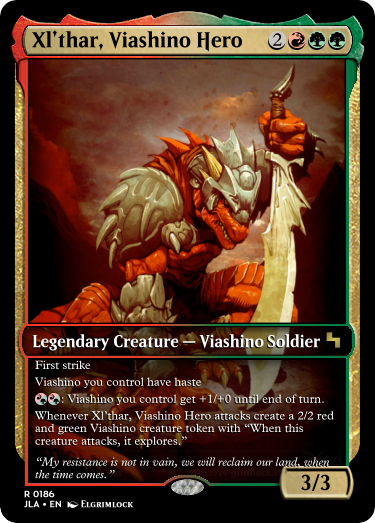 Xl'thar, Viashino Hero 2
Legendary Creature — Viashino Soldier
First strike
Viashino you control have haste
: Viashino you control get +1/+0 until end of turn.
Whenever Xl'thar, Viashino Hero attacks create a 2/2 red
and green Viashino creature token with “When this
creature attacks, it explores.”
“My resistance is not in vain, we will reclaim our land, when
the time comes.”
3/3
R 0186
JLA • EN Elgrimlock